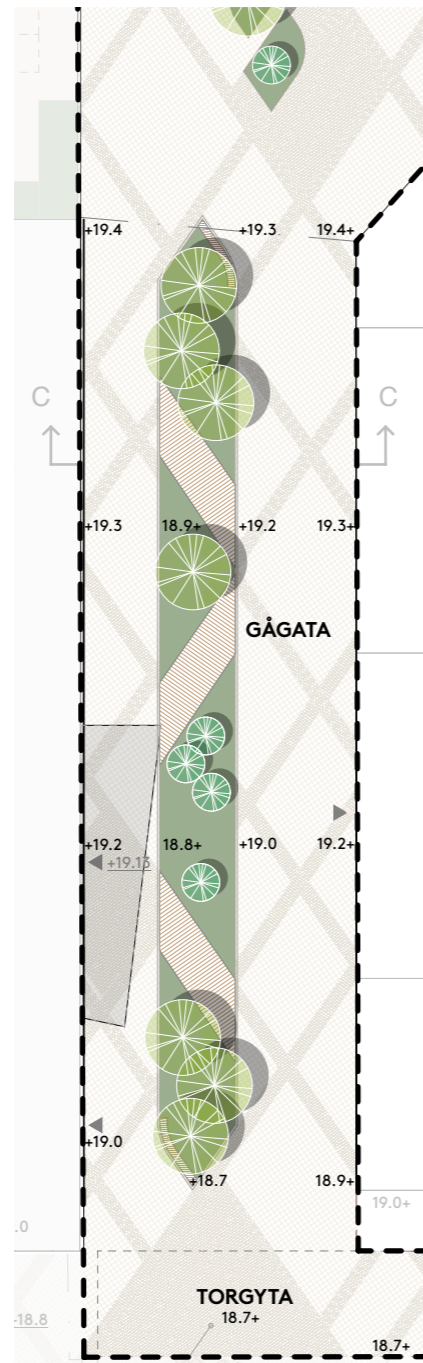 +19.4 +19.3 19.4+
C C
+19.3 18.9+ +19.2 19.3+
GÅGATA
+19.2 18.8+ +19.0 19.2+
+19.13
+19.0
+18.7 18.9+
19.0+
.0
TORGYTA
-18.8 18.7+
18.7+